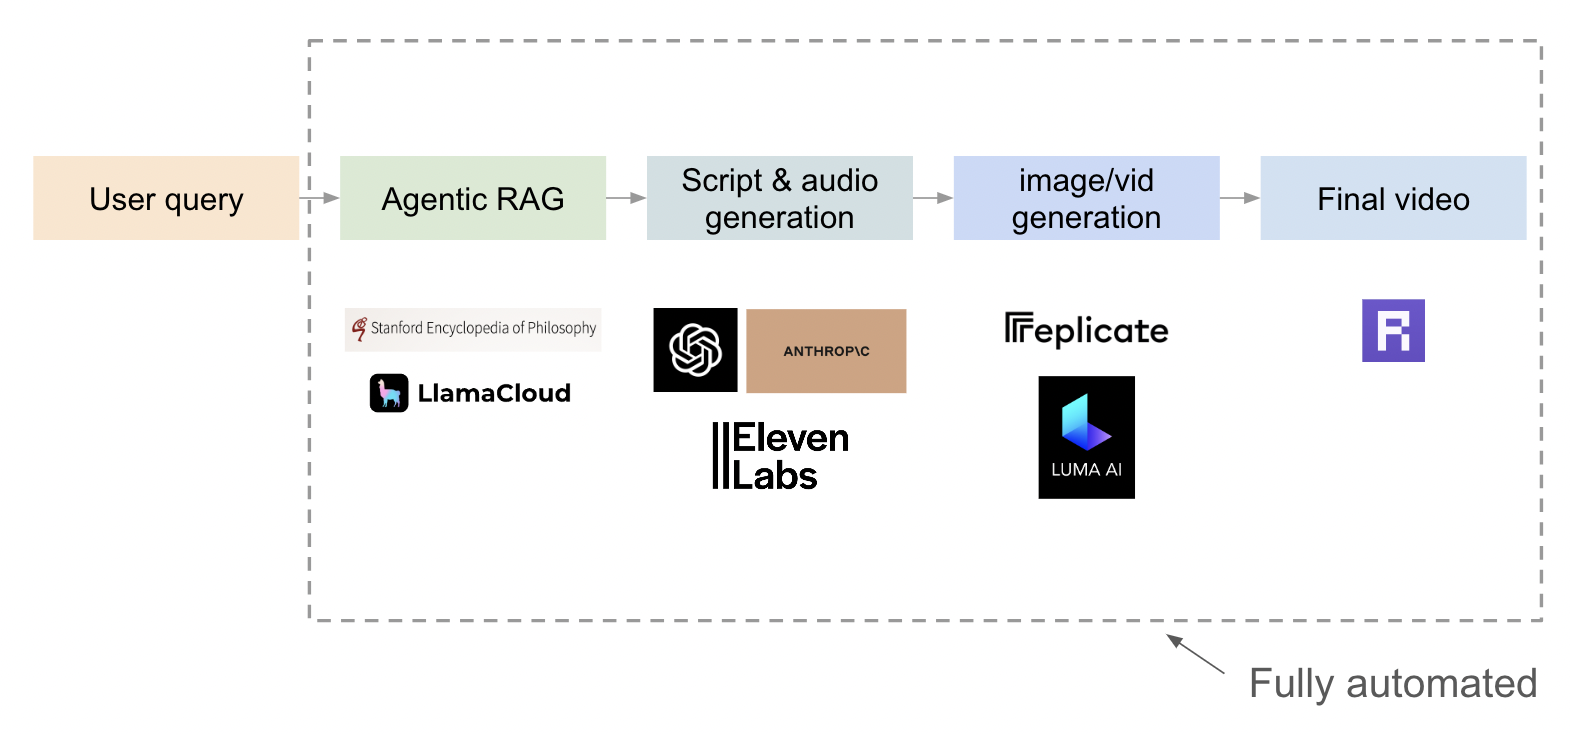 User query
Agentic RAG
Script & audio
generation
image/vid
generation
Final video
Stanford Encyclopedia of Philosophy
LlamaCloud
ANTHROP\C
ElevenLabs
replicate
LUMA AI
R
Fully automated